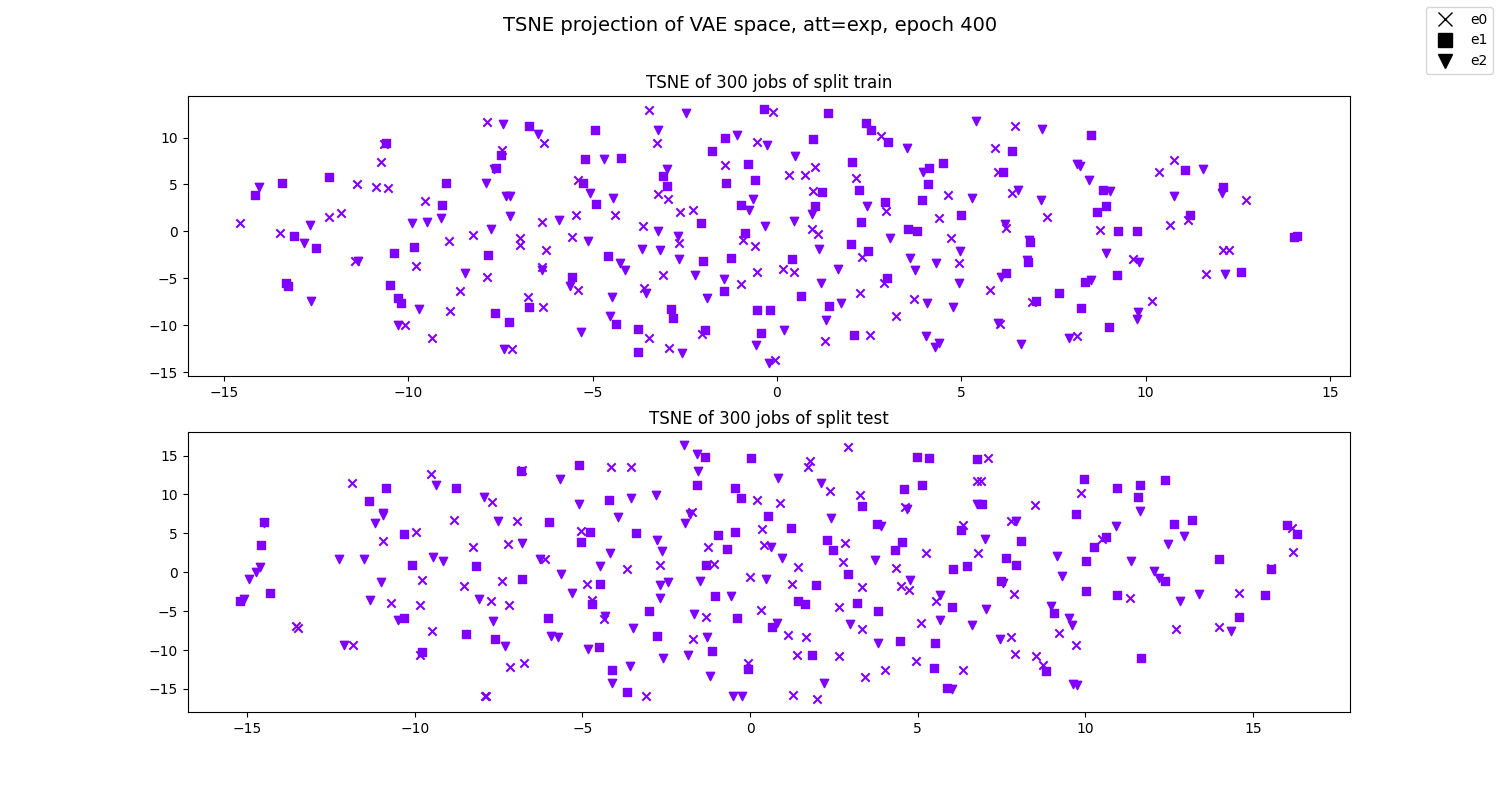 TSNE projection of VAE space, att=exp, epoch 400
e0
e1
e2
TSNE of 300 jobs of split train
10
5
0
−5
−10
−15
−15 −10 −5 0 5 10 15
TSNE of 300 jobs of split test
15
10
5
0
−5
−10
−15
−15 −10 −5 0 5 10 15